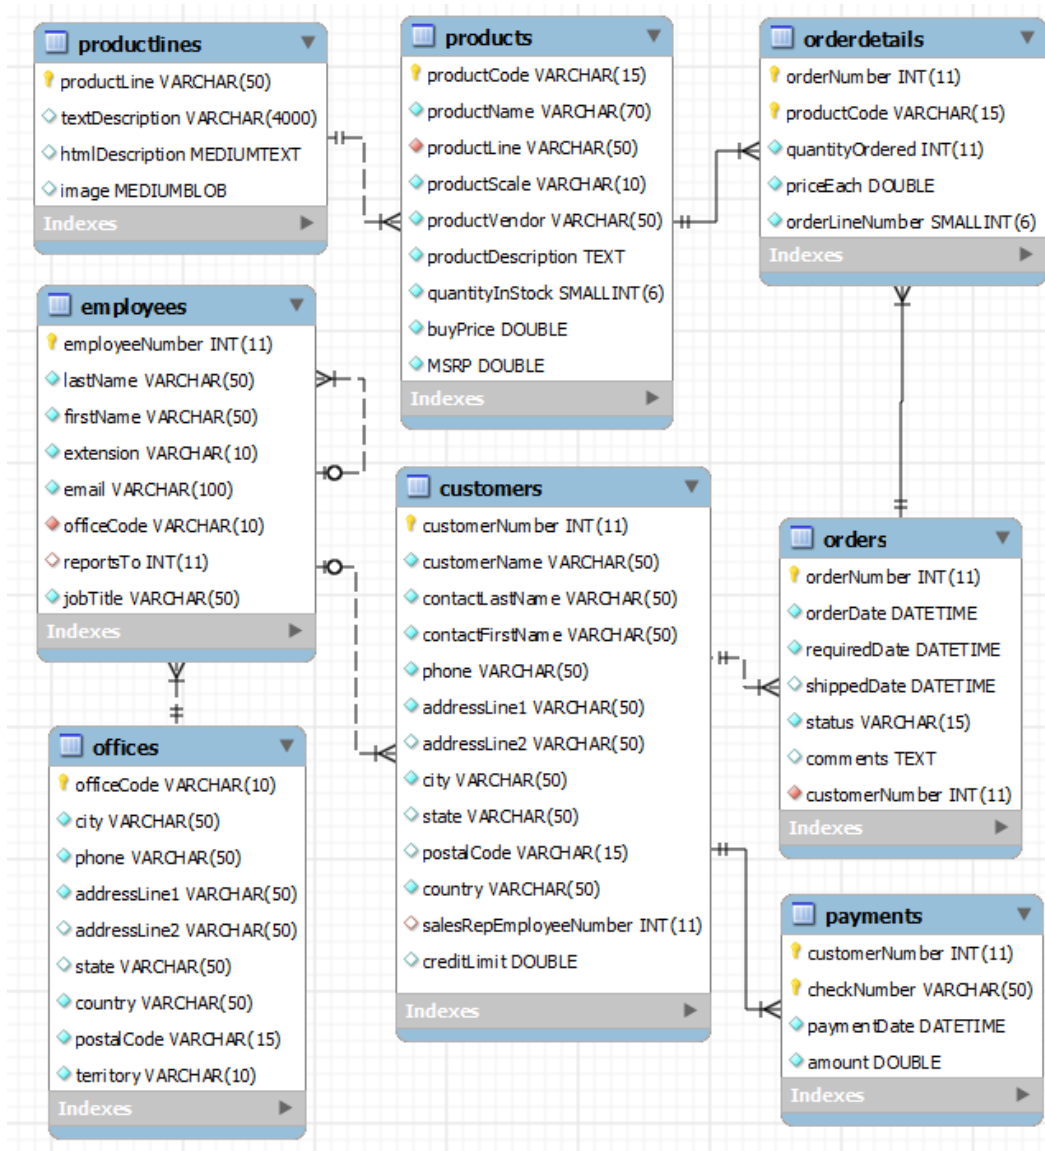 productlines
productLine VARCHAR(50)
textDescription VARCHAR(4000)
htmlDescription MEDIUMTEXT
image MEDIUMBLOB
Indexes
products
productCode VARCHAR(15)
productName VARCHAR(70)
productLine VARCHAR(50)
productScale VARCHAR(10)
productVendor VARCHAR(50)
productDescription TEXT
quantityInStock SMALLINT(6)
buyPrice DOUBLE
MSRP DOUBLE
Indexes
orderdetails
orderNumber INT(11)
productCode VARCHAR(15)
quantityOrdered INT(11)
priceEach DOUBLE
orderLineNumber SMALLINT(6)
Indexes
employees
employeeNumber INT(11)
lastName VARCHAR(50)
firstName VARCHAR(50)
extension VARCHAR(10)
email VARCHAR(100)
officeCode VARCHAR(10)
reportsTo INT(11)
jobTitle VARCHAR(50)
Indexes
customers
customerNumber INT(11)
customerName VARCHAR(50)
contactLastName VARCHAR(50)
contactFirstName VARCHAR(50)
phone VARCHAR(50)
addressLine1 VARCHAR(50)
addressLine2 VARCHAR(50)
city VARCHAR(50)
state VARCHAR(50)
postalCode VARCHAR(15)
country VARCHAR(50)
salesRepEmployeeNumber INT(11)
creditLimit DOUBLE
Indexes
orders
orderNumber INT(11)
orderDate DATETIME
requiredDate DATETIME
shippedDate DATETIME
status VARCHAR(15)
comments TEXT
customerNumber INT(11)
Indexes
offices
officeCode VARCHAR(10)
city VARCHAR(50)
phone VARCHAR(50)
addressLine1 VARCHAR(50)
addressLine2 VARCHAR(50)
state VARCHAR(50)
country VARCHAR(50)
postalCode VARCHAR(15)
territory VARCHAR(10)
Indexes
payments
customerNumber INT(11)
checkNumber VARCHAR(50)
paymentDate DATETIME
amount DOUBLE
Indexes